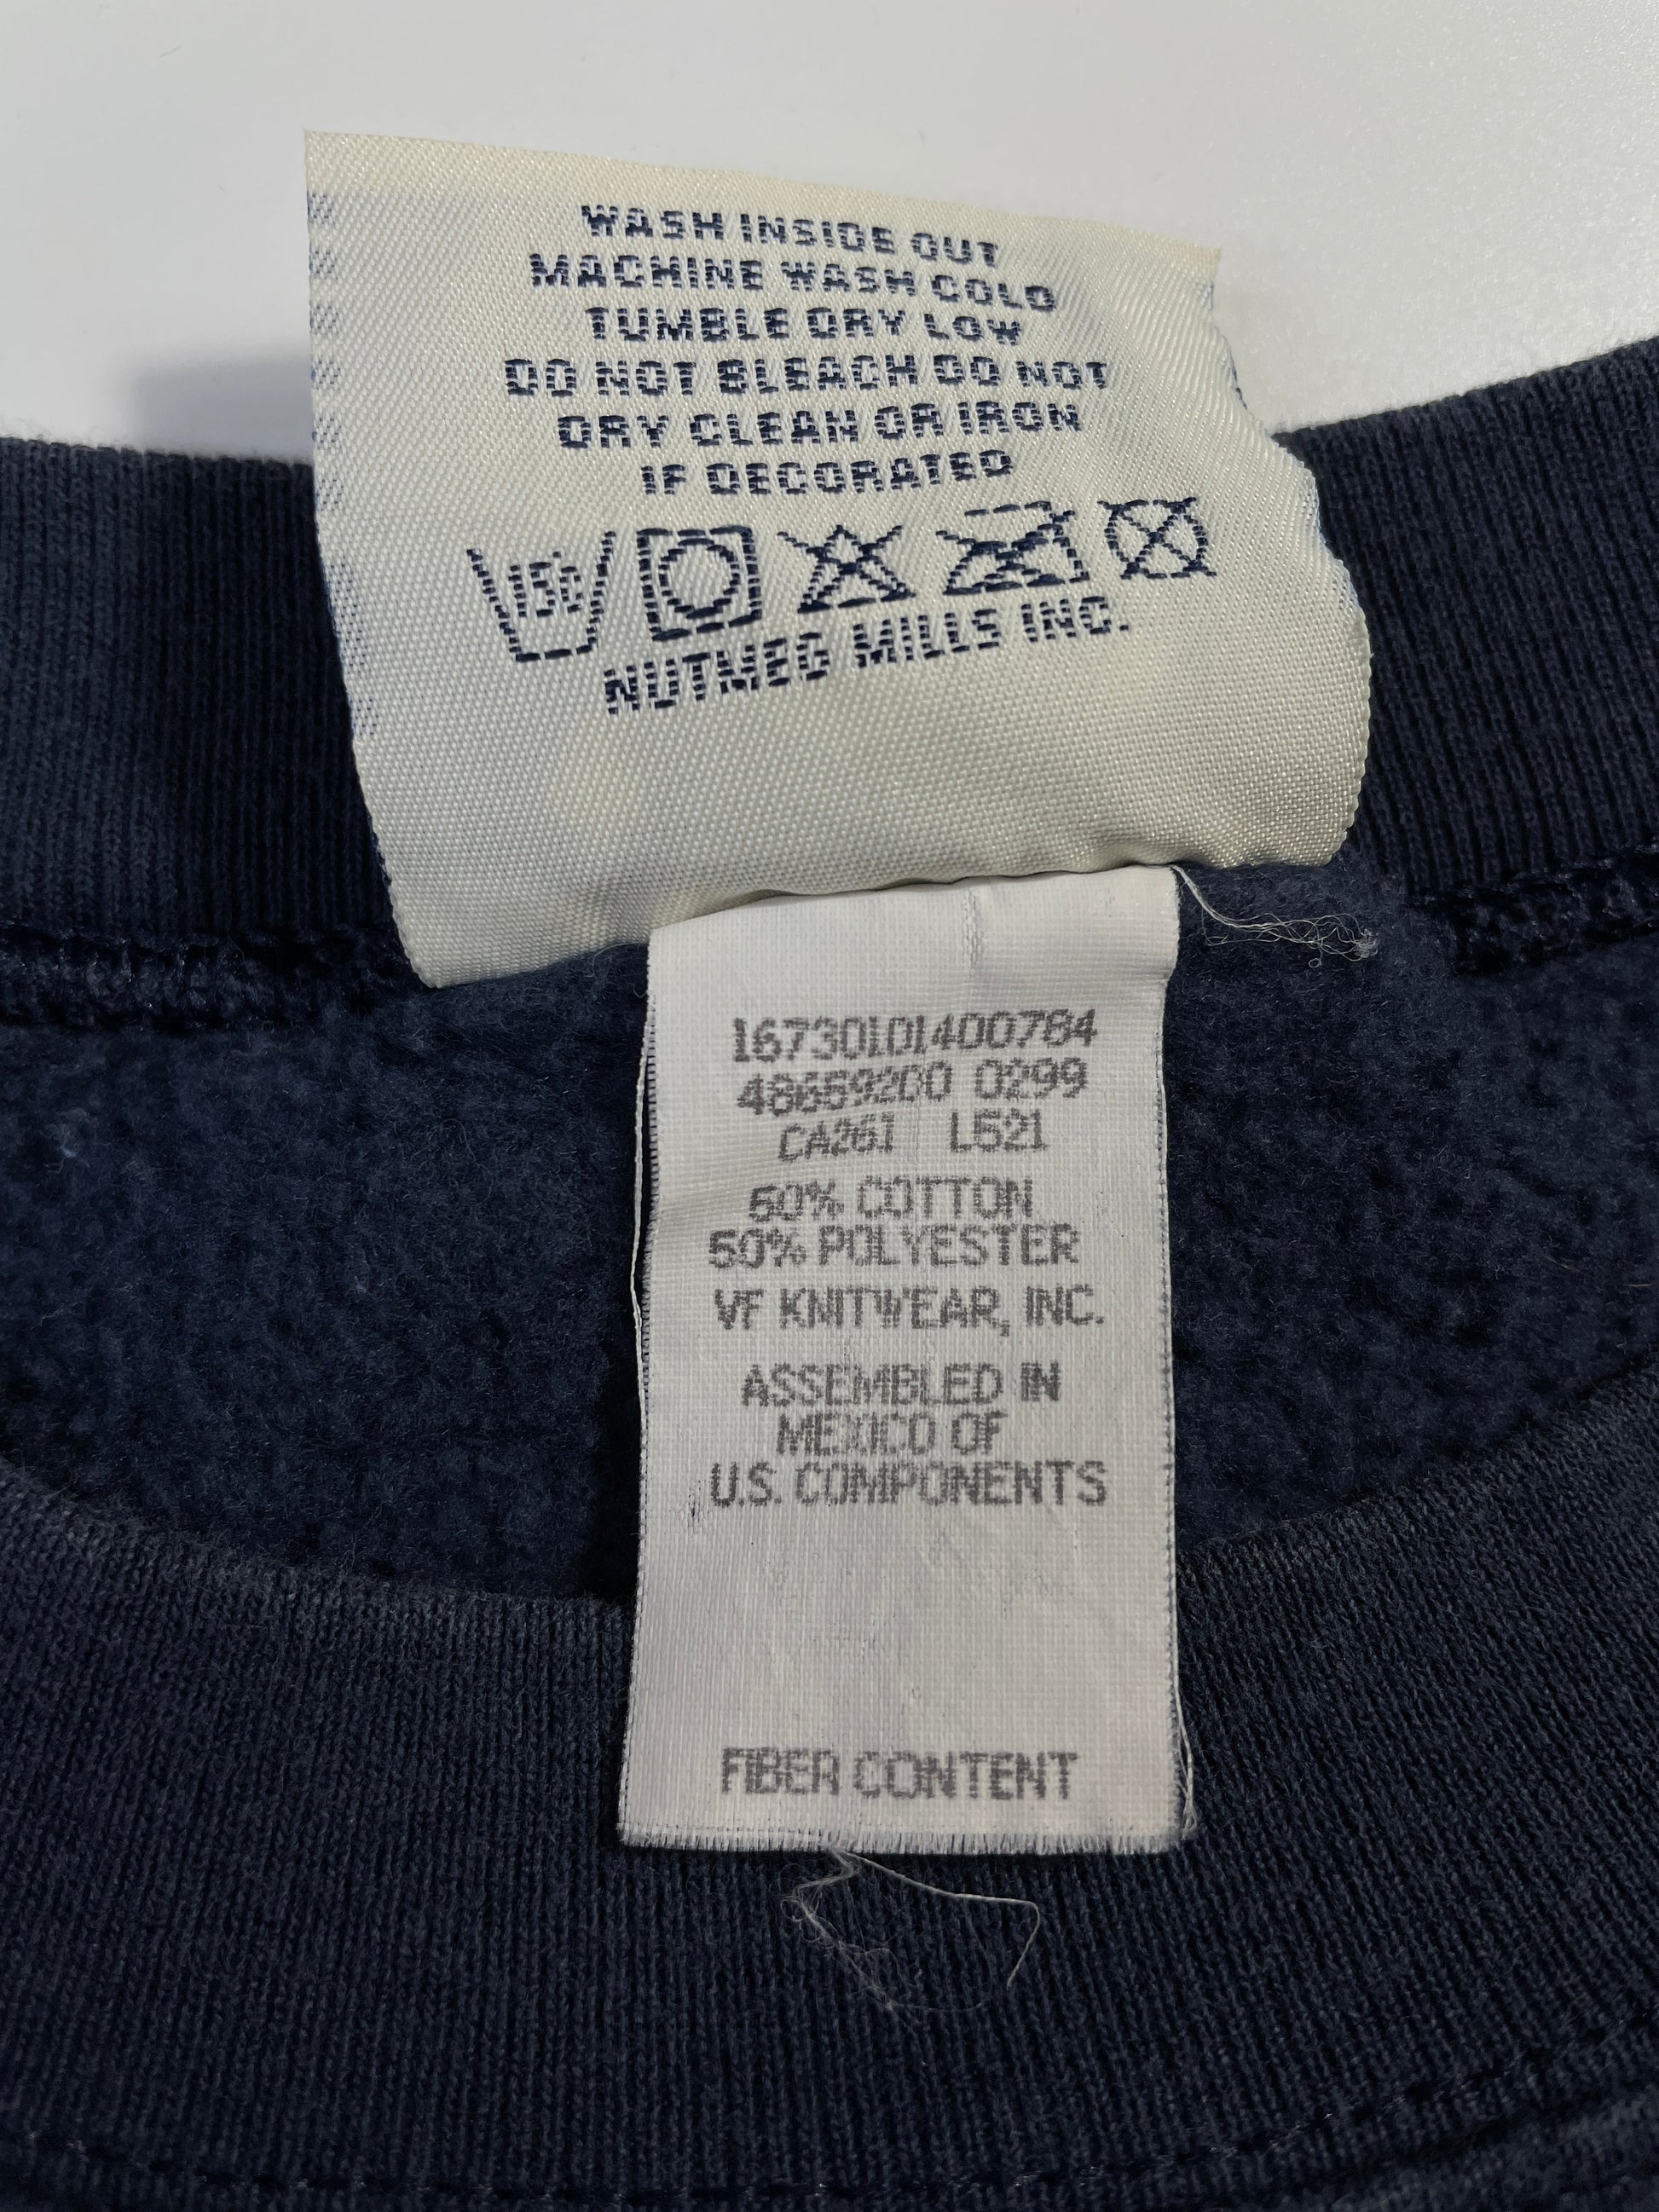 WASH INSIDE OUT
MACHINE WASH COLD
TUMBLE DRY LOW
DO NOT BLEACH DO NOT
DRY CLEAN OR IRON
IF DECORATED
15c
NUTMEG MILLS INC.
16730101400784
48659200 0299
CA261 L521
50% COTTON
50% POLYESTER
VF KNITWEAR, INC.
ASSEMBLED IN
MEXICO OF
U.S. COMPONENTS
FIBER CONTENT